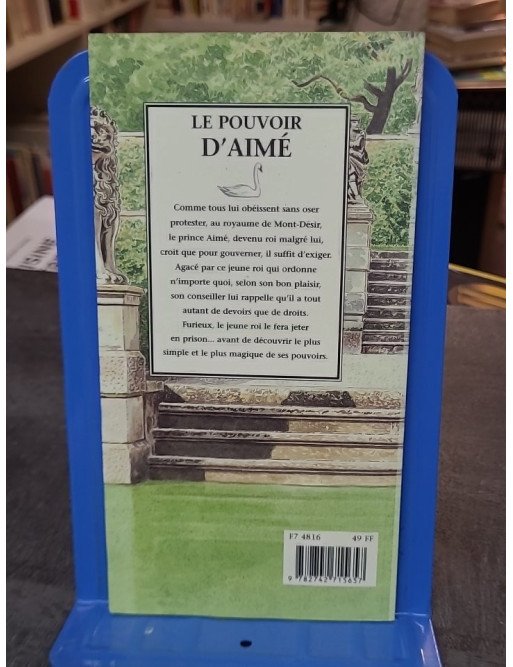 LE POUVOIR
D'AIMÉ
Comme tous lui obéissent sans oser
protester, au royaume de Mont-Désir,
le prince Aimé, devenu roi malgré lui,
croit que pour gouverner, il suffit d'exiger.
Agacé par ce jeune roi qui ordonne
n'importe quoi, selon son bon plaisir,
son conseiller lui rappelle qu'il a tout
autant de devoirs que de droits.
Furieux, le jeune roi le fera jeter
en prison... avant de découvrir le plus
simple et le plus magique de ses pouvoirs.
F7 4816 49 FF
9 782742 715657